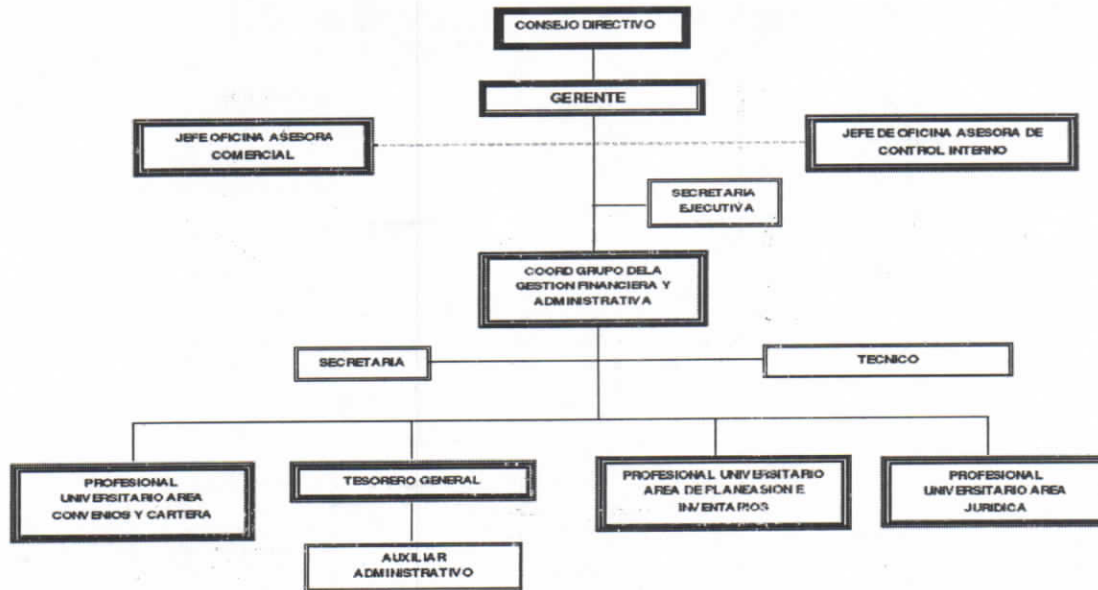 CONSEJO DIRECTIVO
GERENTE
JEFE OFICINA ASESORA
COMERCIAL
JEFE DE OFICINA ASESORA DE
CONTROL INTERNO
SECRETARIA
EJECUTIVA
COORD GRUPO DELA
GESTION FINANCIERA Y
ADMINISTRATIVA
SECRETARIA
TECNICO
PROFESIONAL
UNIVERSITARIO AREA
CONVENIOS Y CARTERA
TESORERO GENERAL
PROFESIONAL UNIVERSITARIO
AREA DE PLANEASION E
INVENTARIOS
PROFESIONAL
UNIVERSITARIO AREA
JURIDICA
AUXILIAR
ADMINISTRATIVO